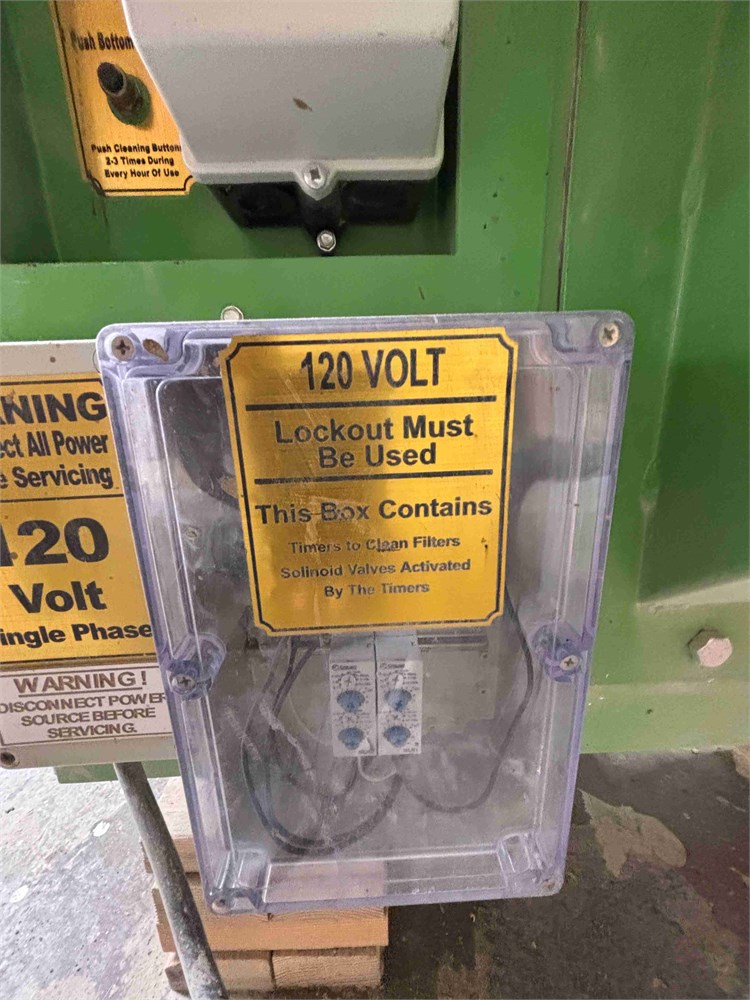 Push Bottom
Push Cleaning Button
2-3 Times During
Every Hour Of Use
120 VOLT
Lockout Must
Be Used
This Box Contains
Timers to Clean Filters
Solinoid Valves Activated
By The Timers
NING
ect All Power
e Servicing
120
Volt
ingle Phase
WARNING!
DISCONNECT POWER
SOURCE BEFORE
SERVICING.